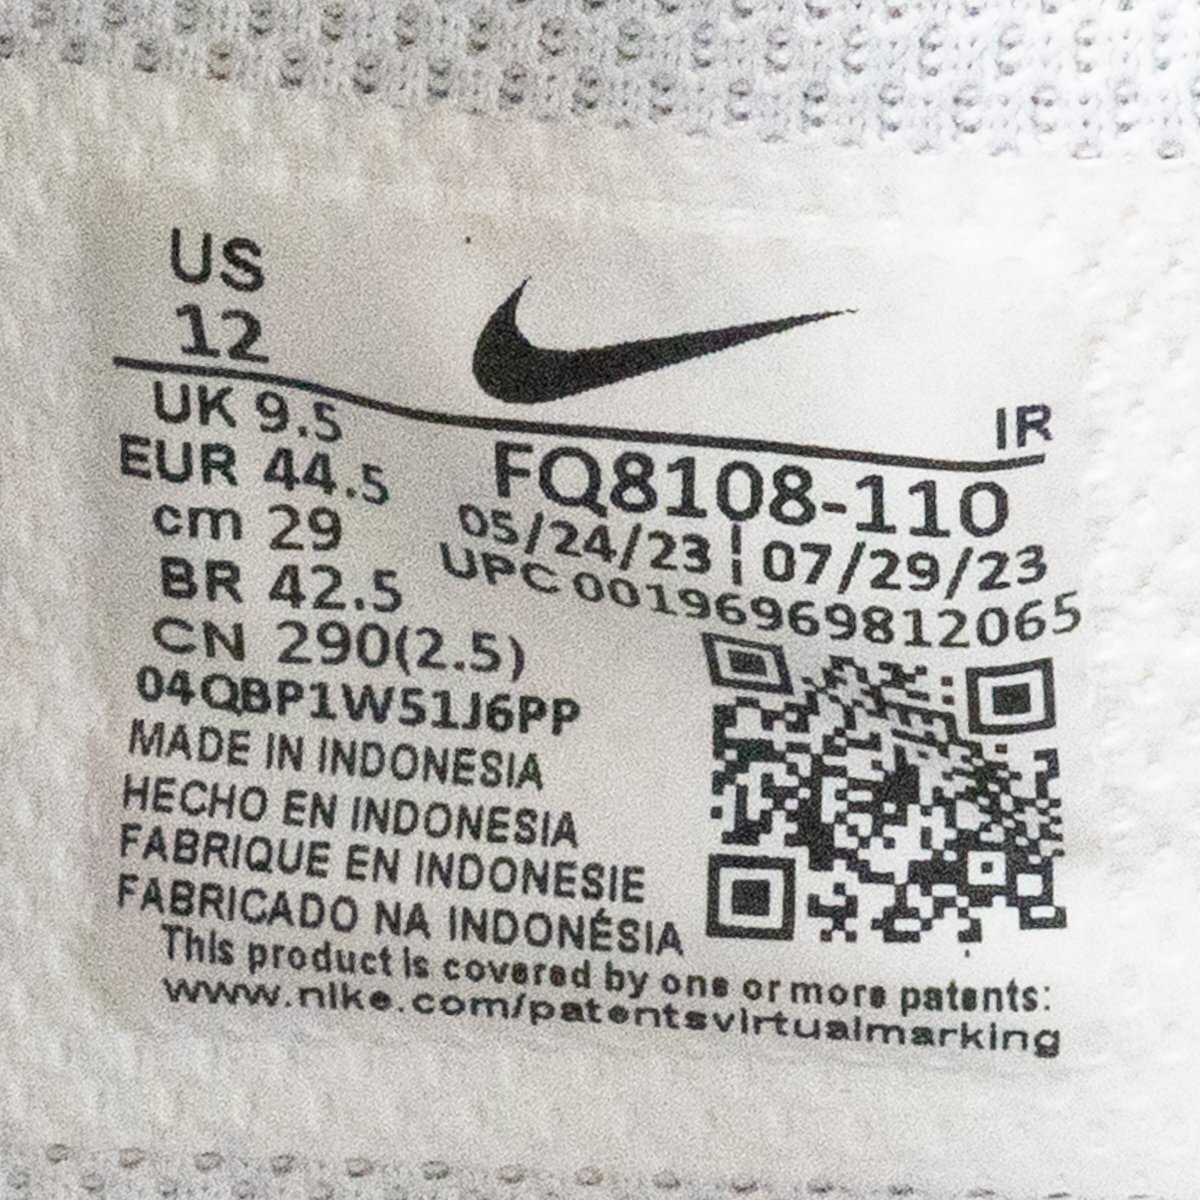 US
12
UK 9.5
EUR 44.5
cm 29
BR 42.5
CN 290(2.5)
04QBP1W51J6PP
MADE IN INDONESIA
HECHO EN INDONESIA
FABRIQUE EN INDONESIE
FABRICADO NA INDONÉSIA
IR
FQ8108-110
05/24/23 ¦ 07/29/23
UPC 00196969812065
This product is covered by one or more patents:
www.nike.com/patentsvirtualmarking